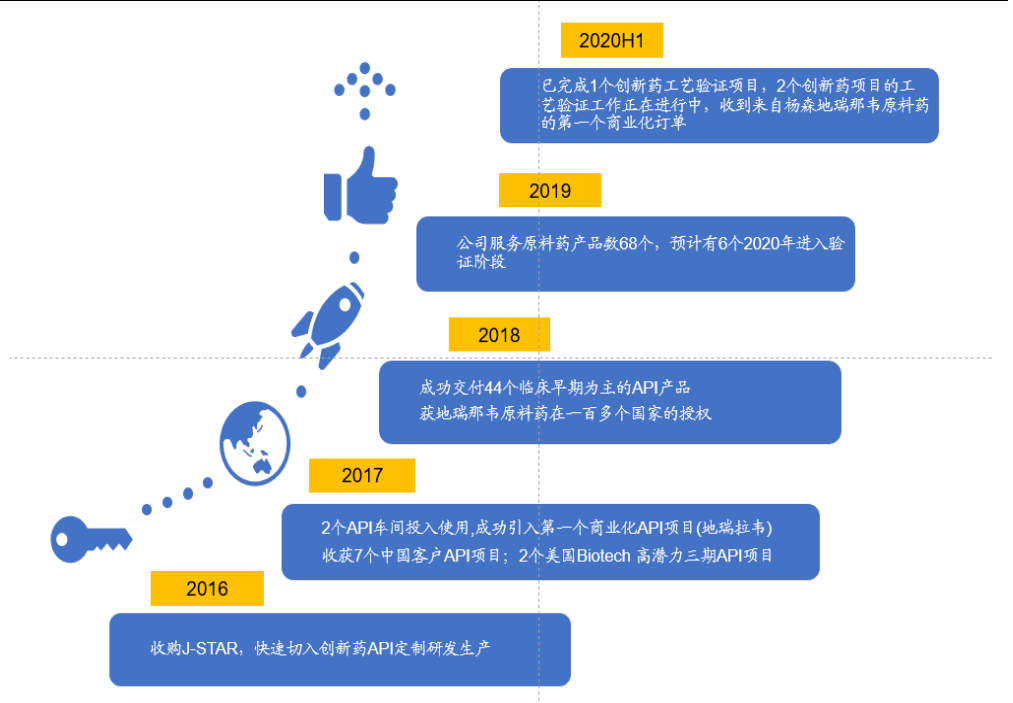 2020H1
已完成1个创新药工艺验证项目，2个创新药项目的工
艺验证工作正在进行中，收到来自杨森地瑞那韦原料药
的第一个商业化订单
2019
公司服务原料药产品数68个，预计有6个2020年进入验
证阶段
2018
成功交付44个临床早期为主的API产品
获地瑞那韦原料药在一百多个国家的授权
2017
2个API车间投入使用,成功引入第一个商业化API项目(地瑞拉韦)
收获7个中国客户API项目；2个美国Biotech 高潜力三期API项目
2016
收购J-STAR，快速切入创新药API定制研发生产